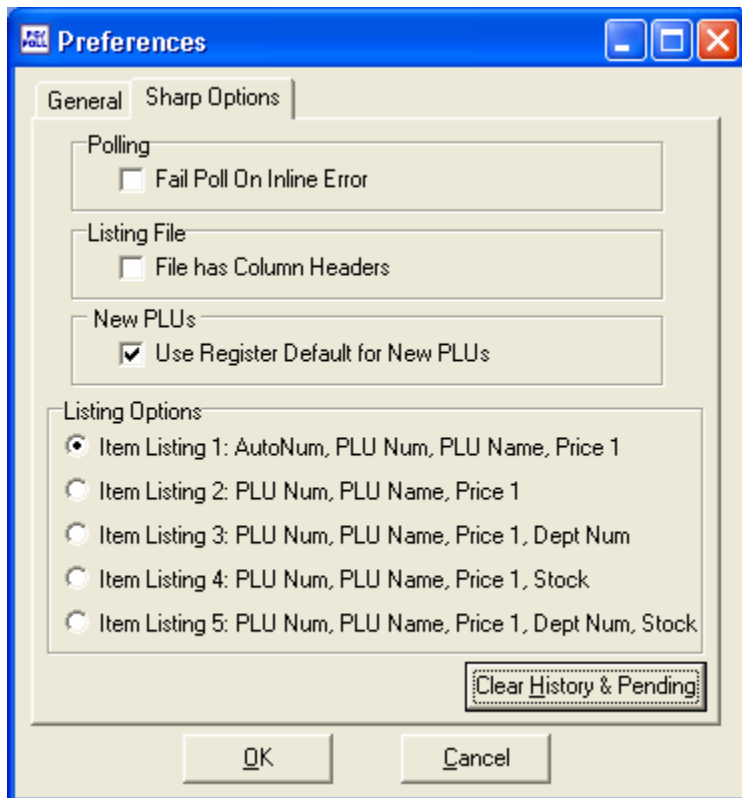 Preferences
General
Sharp Options
Polling
Fail Poll On Inline Error
Listing File
File has Column Headers
New PLUs
Use Register Default for New PLUs
Listing Options
Item Listing 1: AutoNum, PLU Num, PLU Name, Price 1
Item Listing 2: PLU Num, PLU Name, Price 1
Item Listing 3: PLU Num, PLU Name, Price 1, Dept Num
Item Listing 4: PLU Num, PLU Name, Price 1, Stock
Item Listing 5: PLU Num, PLU Name, Price 1, Dept Num, Stock
Clear History & Pending
OK
Cancel